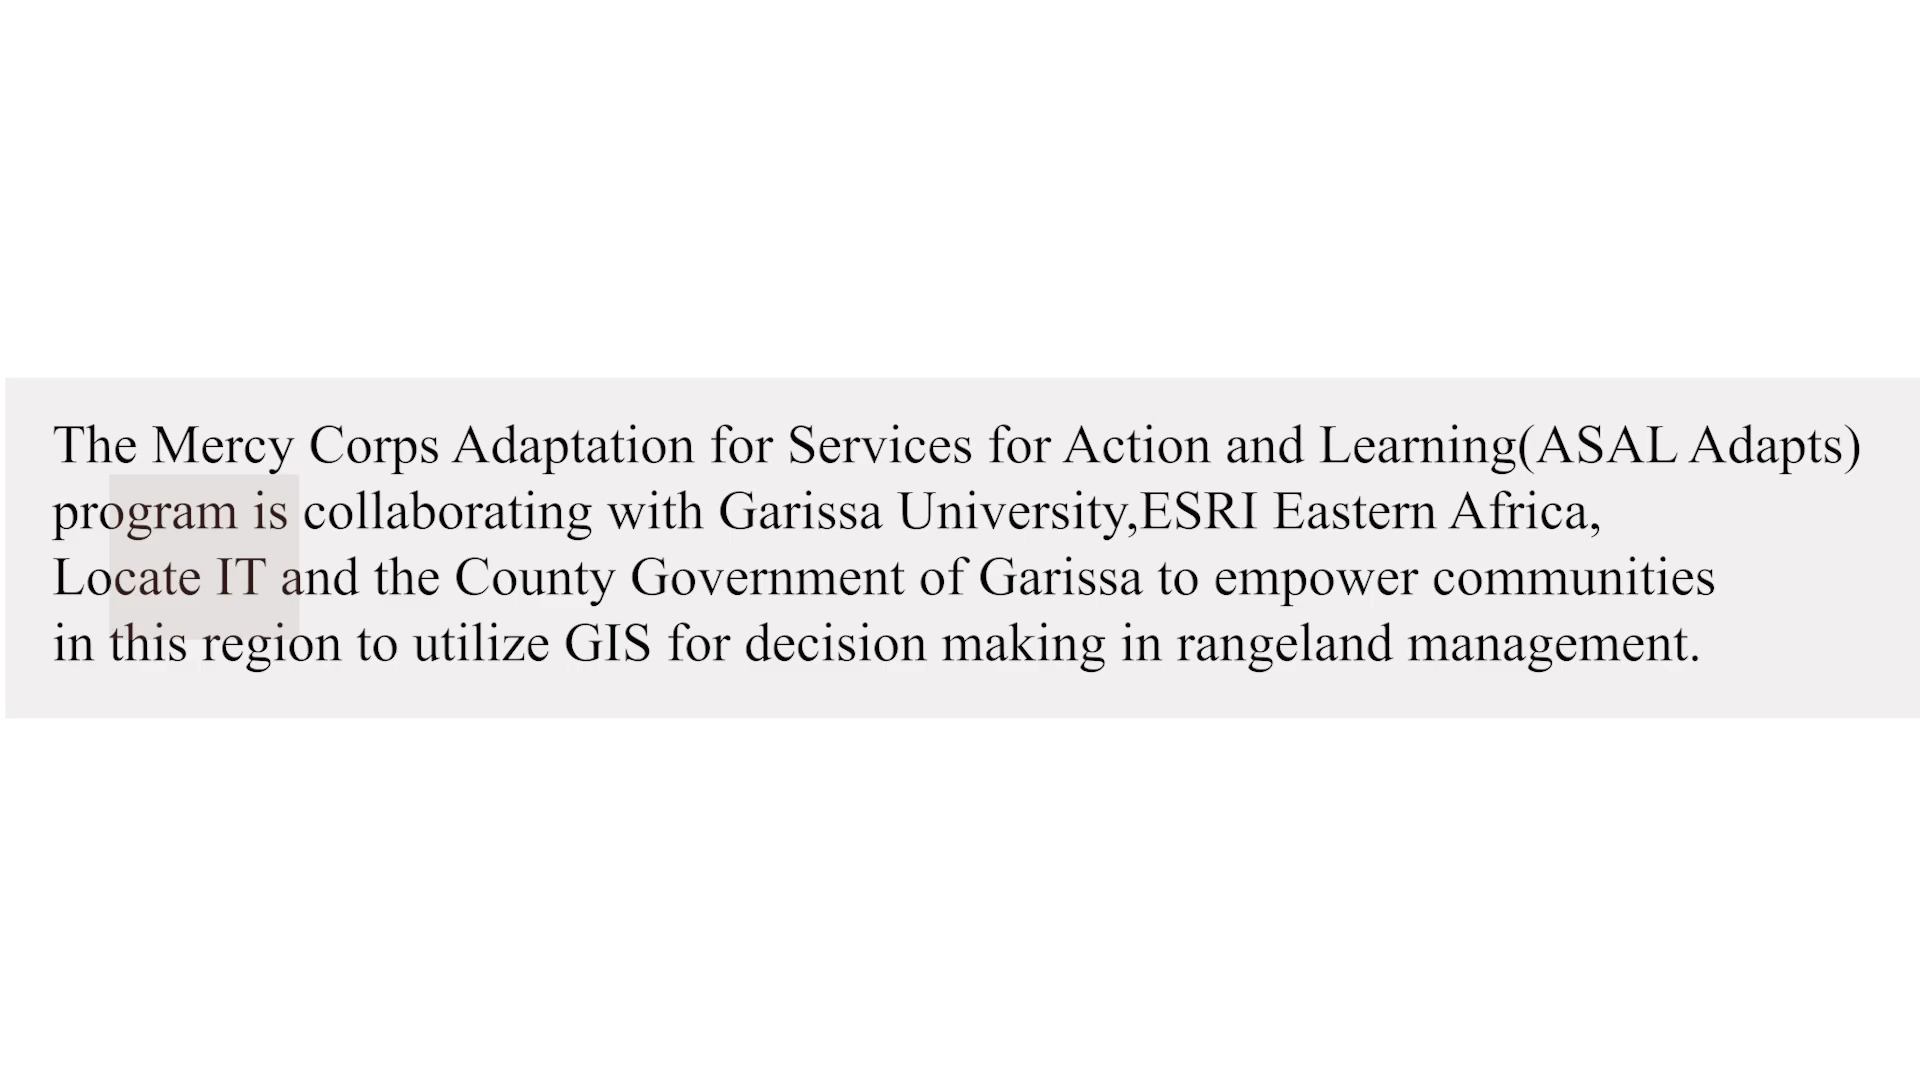 The Mercy Corps Adaptation for Services for Action and Learning(ASAL Adapts)
program is collaborating with Garissa University,ESRI Eastern Africa,
Locate IT and the County Government of Garissa to empower communities
in this region to utilize GIS for decision making in rangeland management.